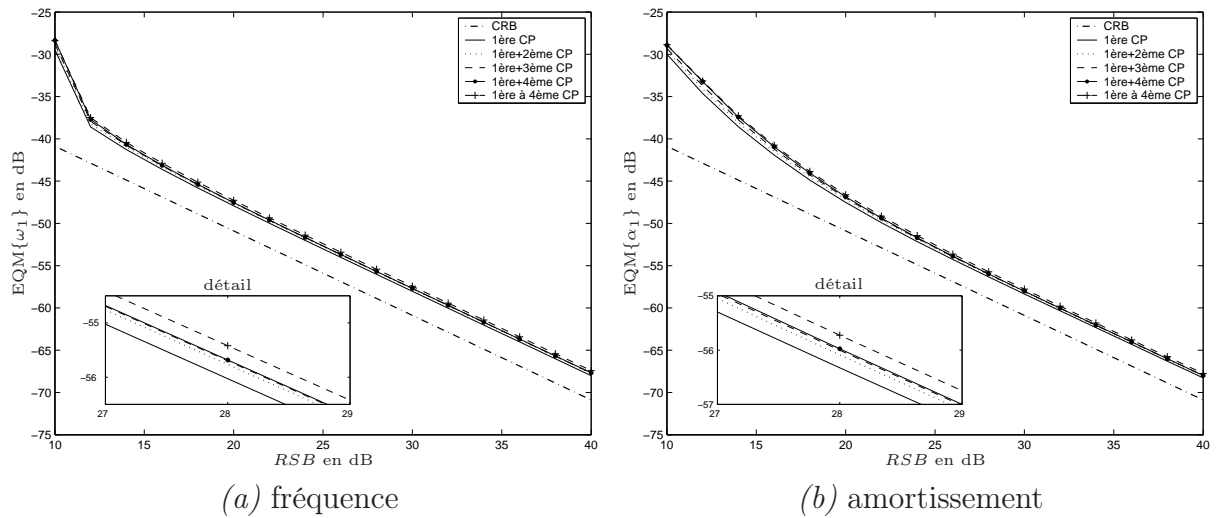 −25
−30
−35
−40
−45
−50
−55
−60
−65
−70
−75
EQM{ω₁} en dB
CRB
1ère CP
1ère+2ème CP
1ère+3ème CP
1ère+4ème CP
1ère à 4ème CP
détail
−55
−56
27 28 29
10 15 20 25 30 35 40
RSB en dB
(a) fréquence
−25
−30
−35
−40
−45
−50
−55
−60
−65
−70
−75
EQM{α₁} en dB
CRB
1ère CP
1ère+2ème CP
1ère+3ème CP
1ère+4ème CP
1ère à 4ème CP
détail
−55
−56
−57
27 28 29
10 15 20 25 30 35 40
RSB en dB
(b) amortissement